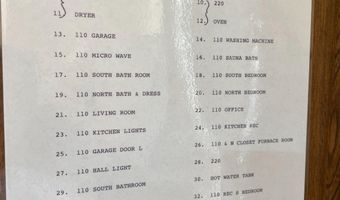 11. DRYER
13. 110 GARAGE
15. 110 MICRO WAVE
17. 110 SOUTH BATH ROOM
19. 110 NORTH BATH & DRESS
21. 110 LIVING ROOM
23. 110 KITCHEN LIGHTS
25. 110 GARAGE DOOR L
27. 110 HALL LIGHT
29. 110 SOUTH BATHROOM
10. 220
12. OVEN
14. 110 WASHING MACHINE
16. 110 SAUNA BATH
18. 110 SOUTH BEDROOM
20. 110 NORTH BEDROOM
22. 110 OFFICE
24. 110 KITCHEN REC
26. 110 & N CLOSET FURNACE ROOM
28. 220
30. HOT WATER TANK
32. 110 REC S BEDROOM